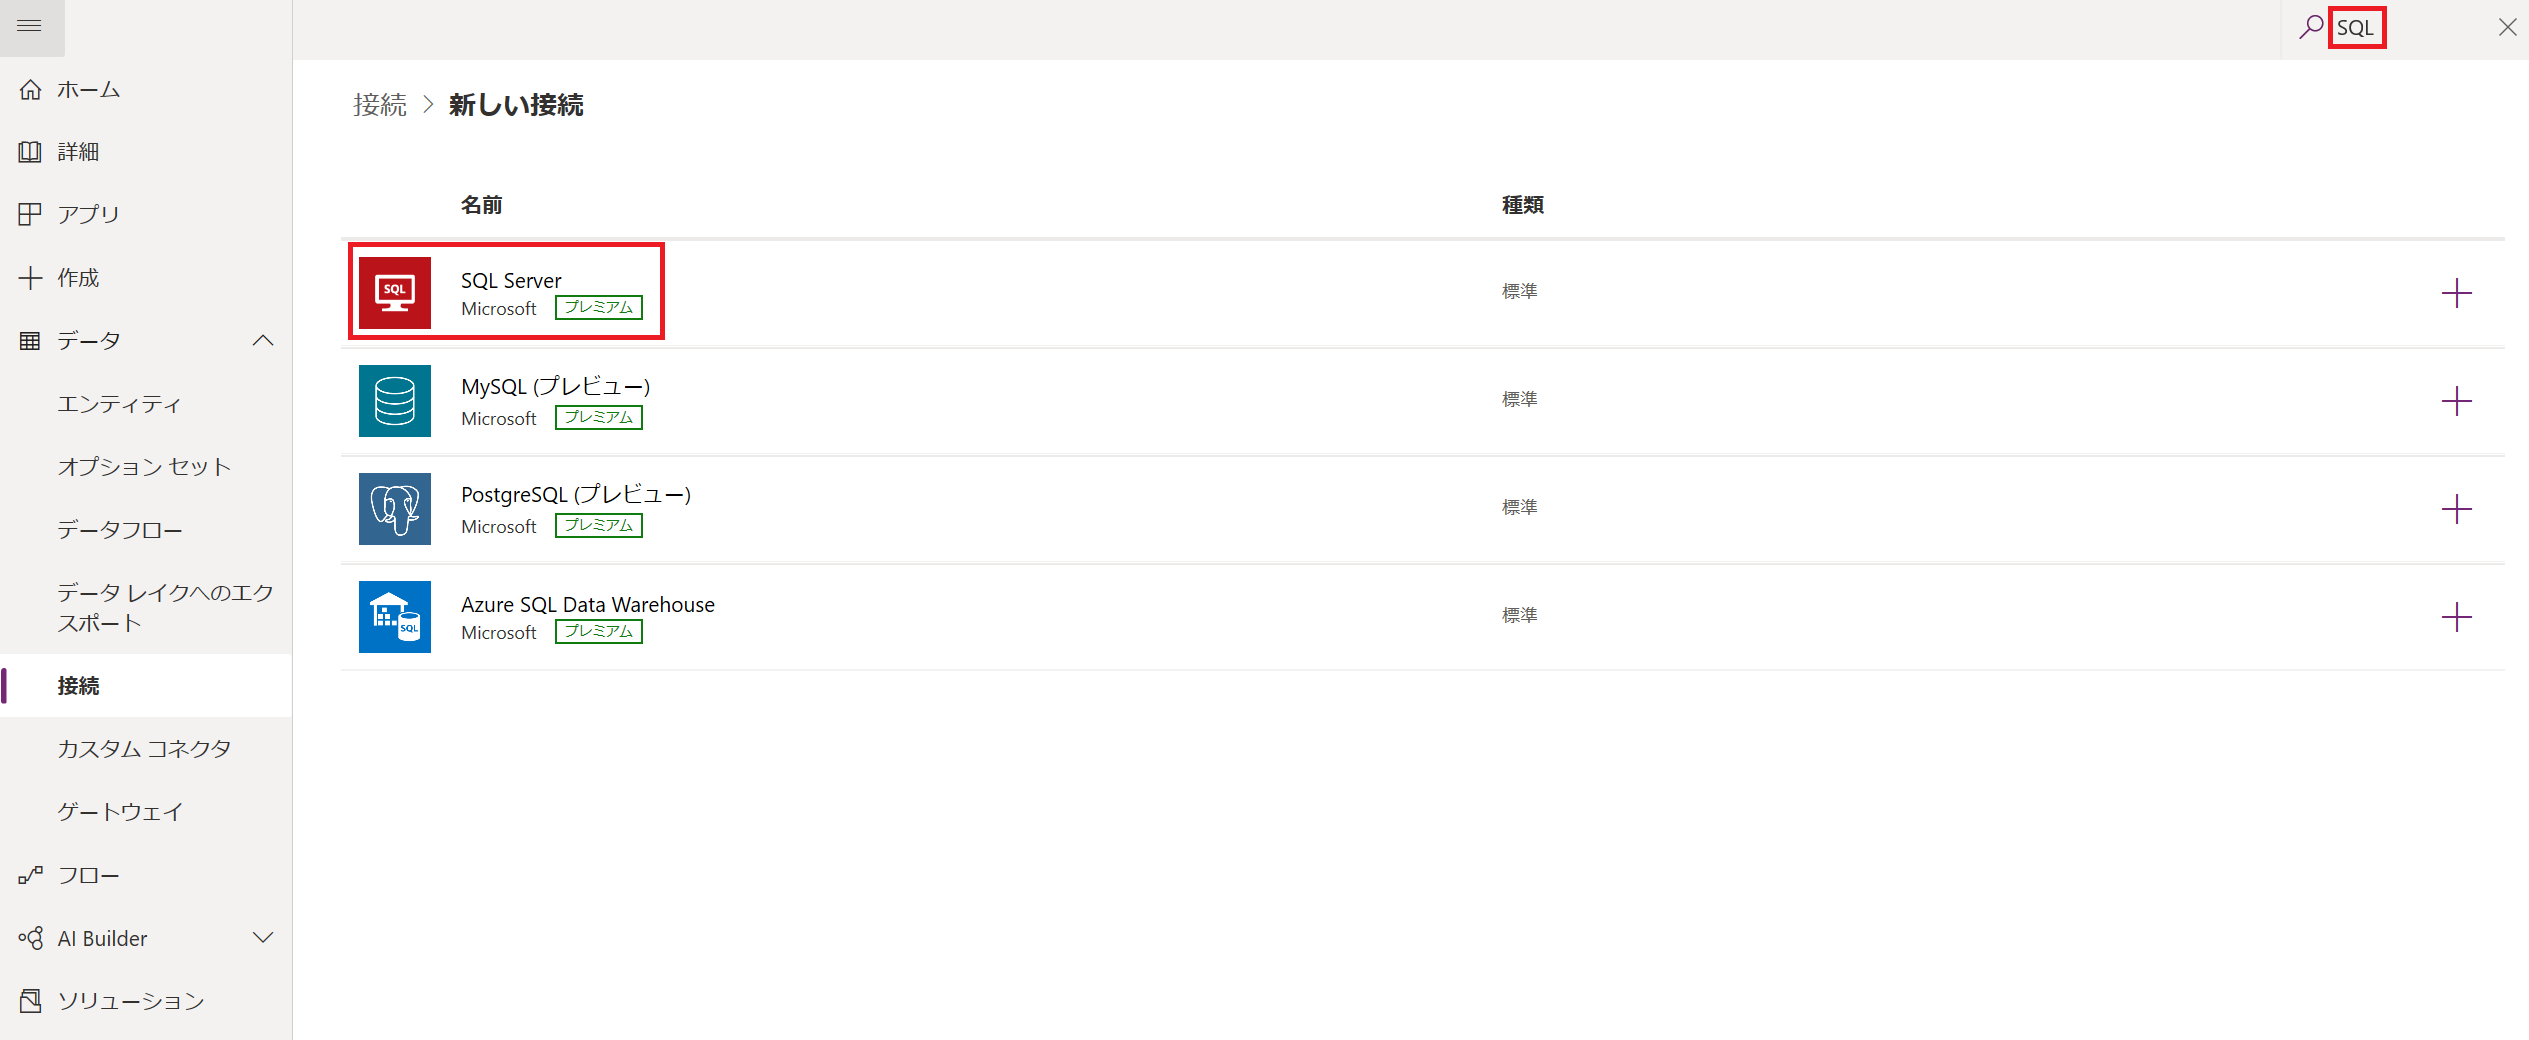 SQL
ホーム
詳細
アプリ
作成
データ
エンティティ
オプション セット
データフロー
データ レイクへのエク
スポート
接続
カスタム コネクタ
ゲートウェイ
フロー
AI Builder
ソリューション
接続 > 新しい接続
名前 種類
SQL
SQL Server
Microsoft プレミアム
標準
MySQL (プレビュー)
Microsoft プレミアム
標準
PostgreSQL (プレビュー)
Microsoft プレミアム
標準
SQL
Azure SQL Data Warehouse
Microsoft プレミアム
標準